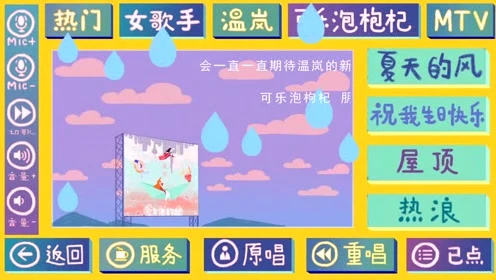 热门 女歌手 温岚 可乐泡枸杞 MTV
Mic+
Mic-
音量+
音量-
会一直一直期待温岚的新
可乐泡枸杞 朋
夏天的风
祝我生日快乐
屋顶
热浪
返回 服务 原唱 重唱 已点